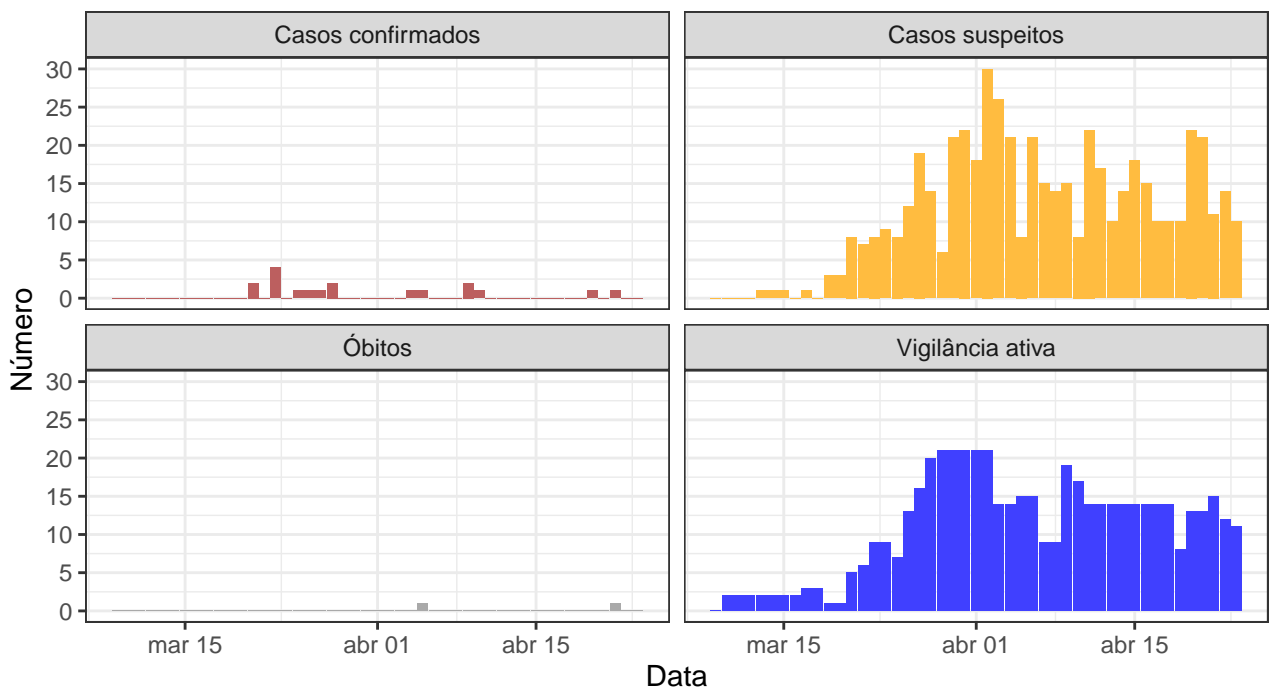 Casos confirmados
Casos suspeitos
30
25
20
15
10
5
0
Óbitos
Vigilância ativa
30
25
20
15
10
5
0
Número
mar 15
abr 01
abr 15
mar 15
abr 01
abr 15
Data